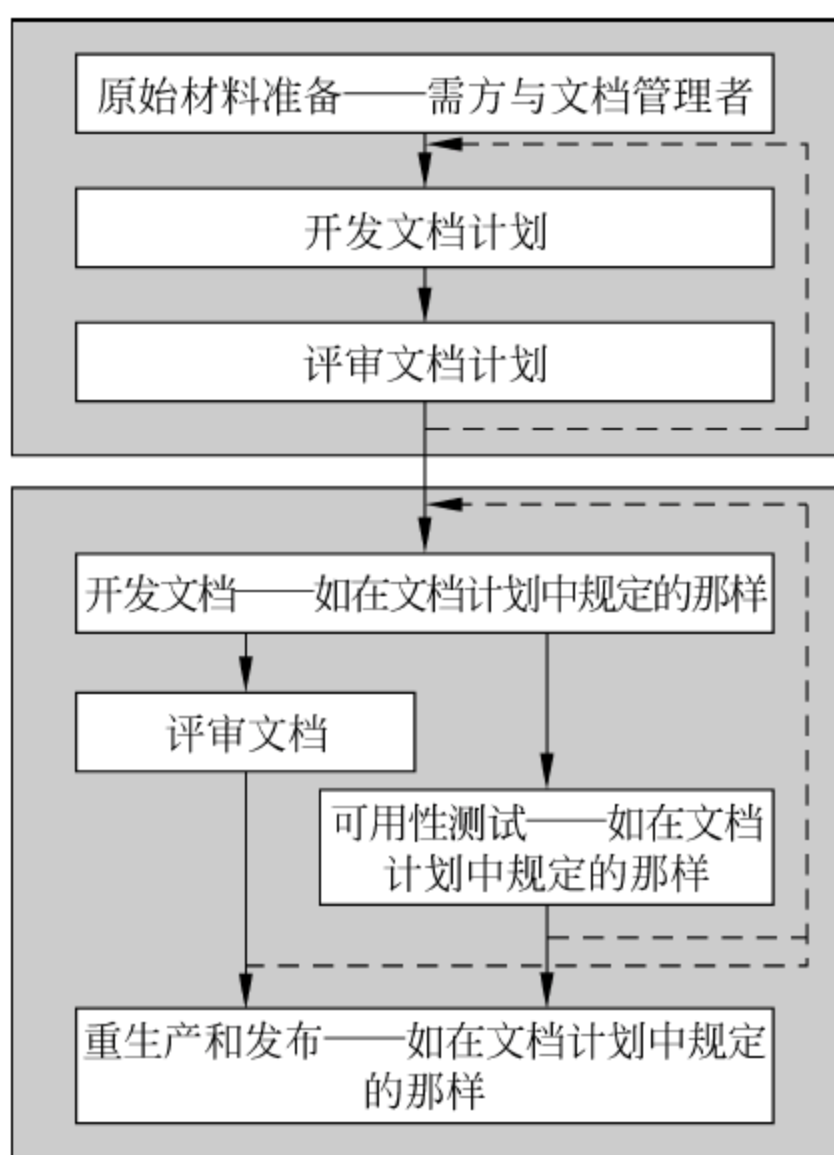 原始材料准备——需方与文档管理者
开发文档计划
评审文档计划
开发文档——如在文档计划中规定的那样
评审文档
可用性测试——如在文档
计划中规定的那样
重生产和发布——如在文档计划中规定
的那样